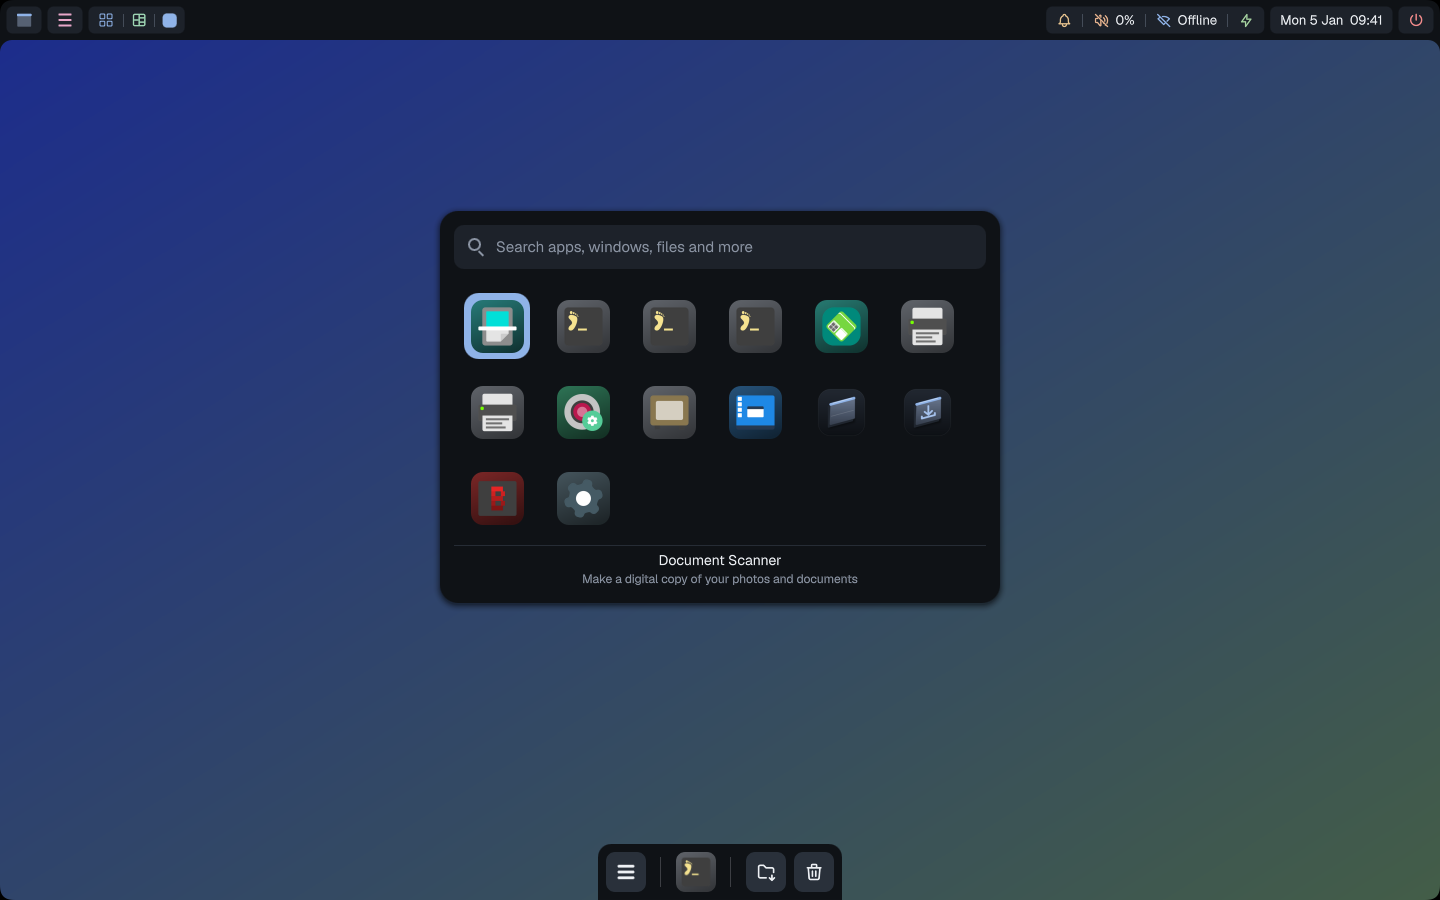 0%
Offline
Mon 5 Jan 09:41
Search apps, windows, files and more
Document Scanner
Make a digital copy of your photos and documents